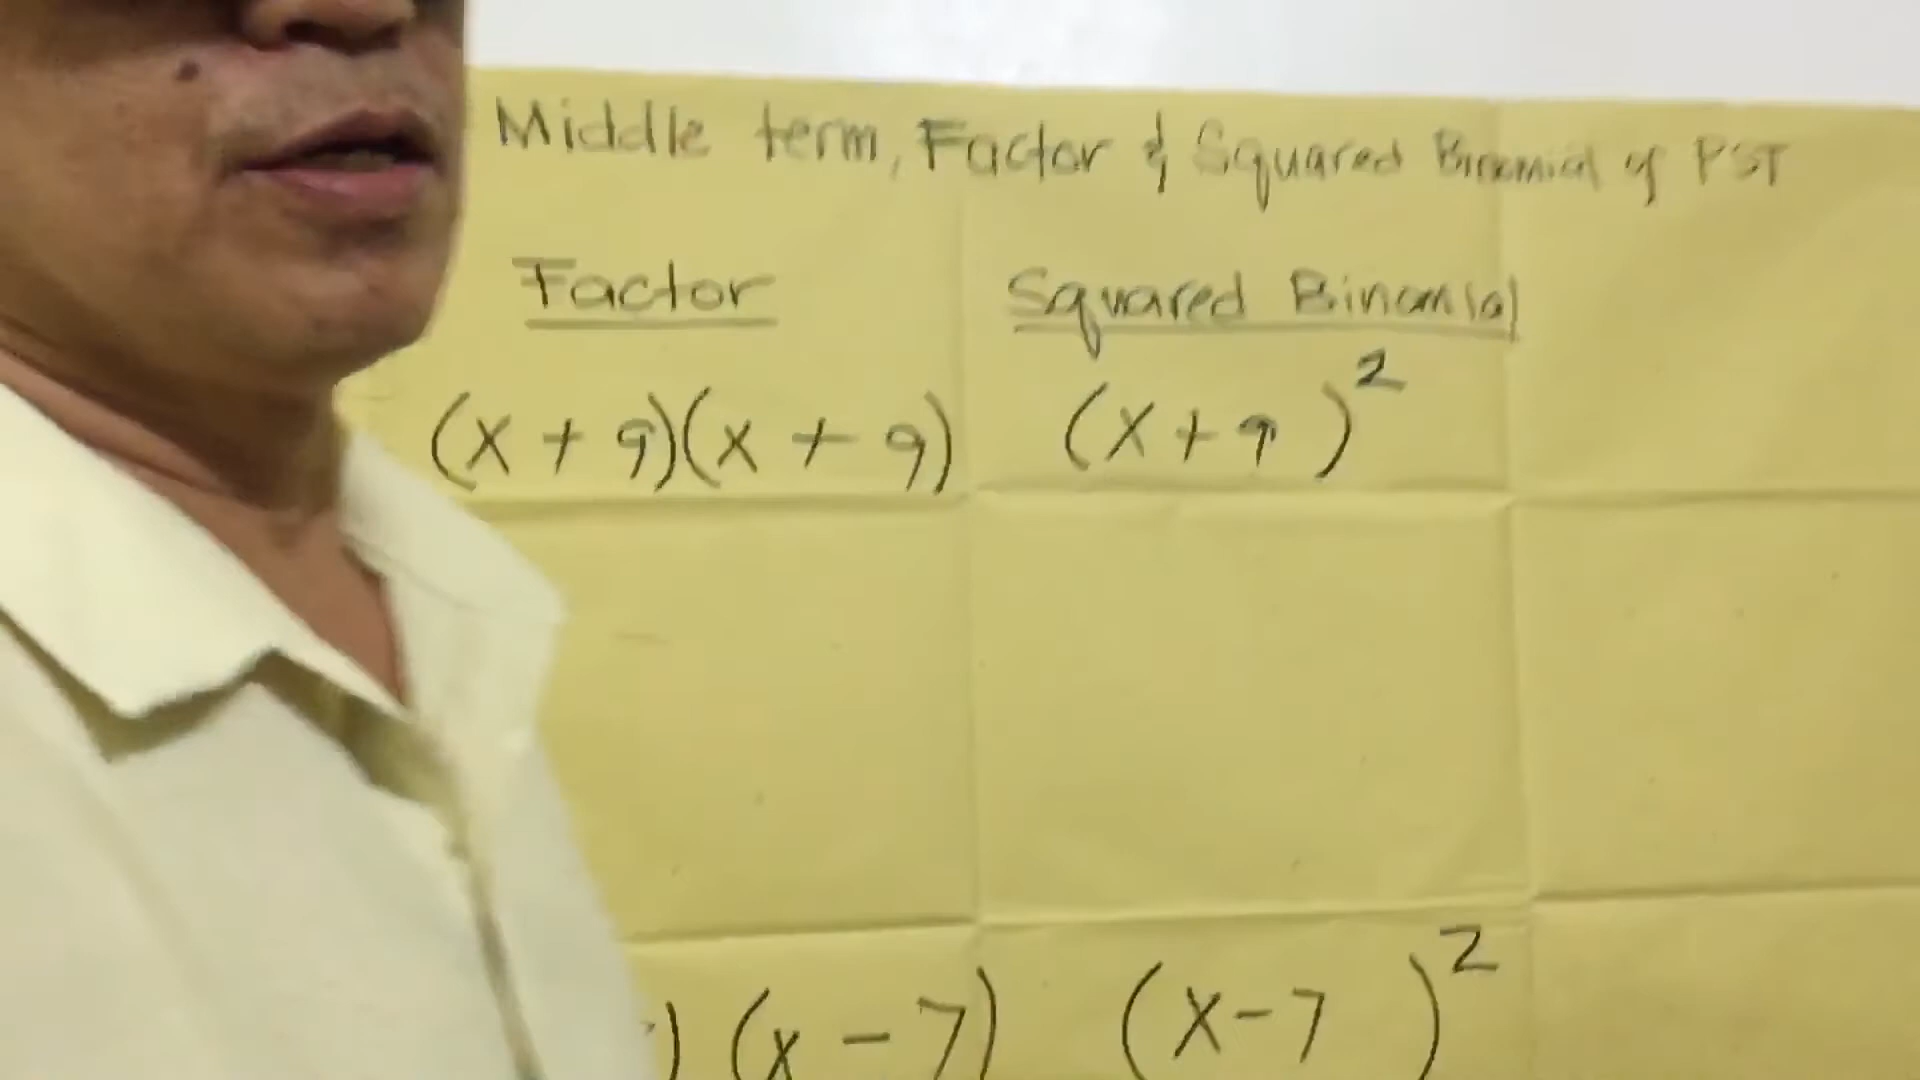 Middle term, Factor & Squared Binomial of PST
Factor Squared Binomial
(x + 9)(x + 9) (x + 9)²
) (x - 7) (x - 7)²